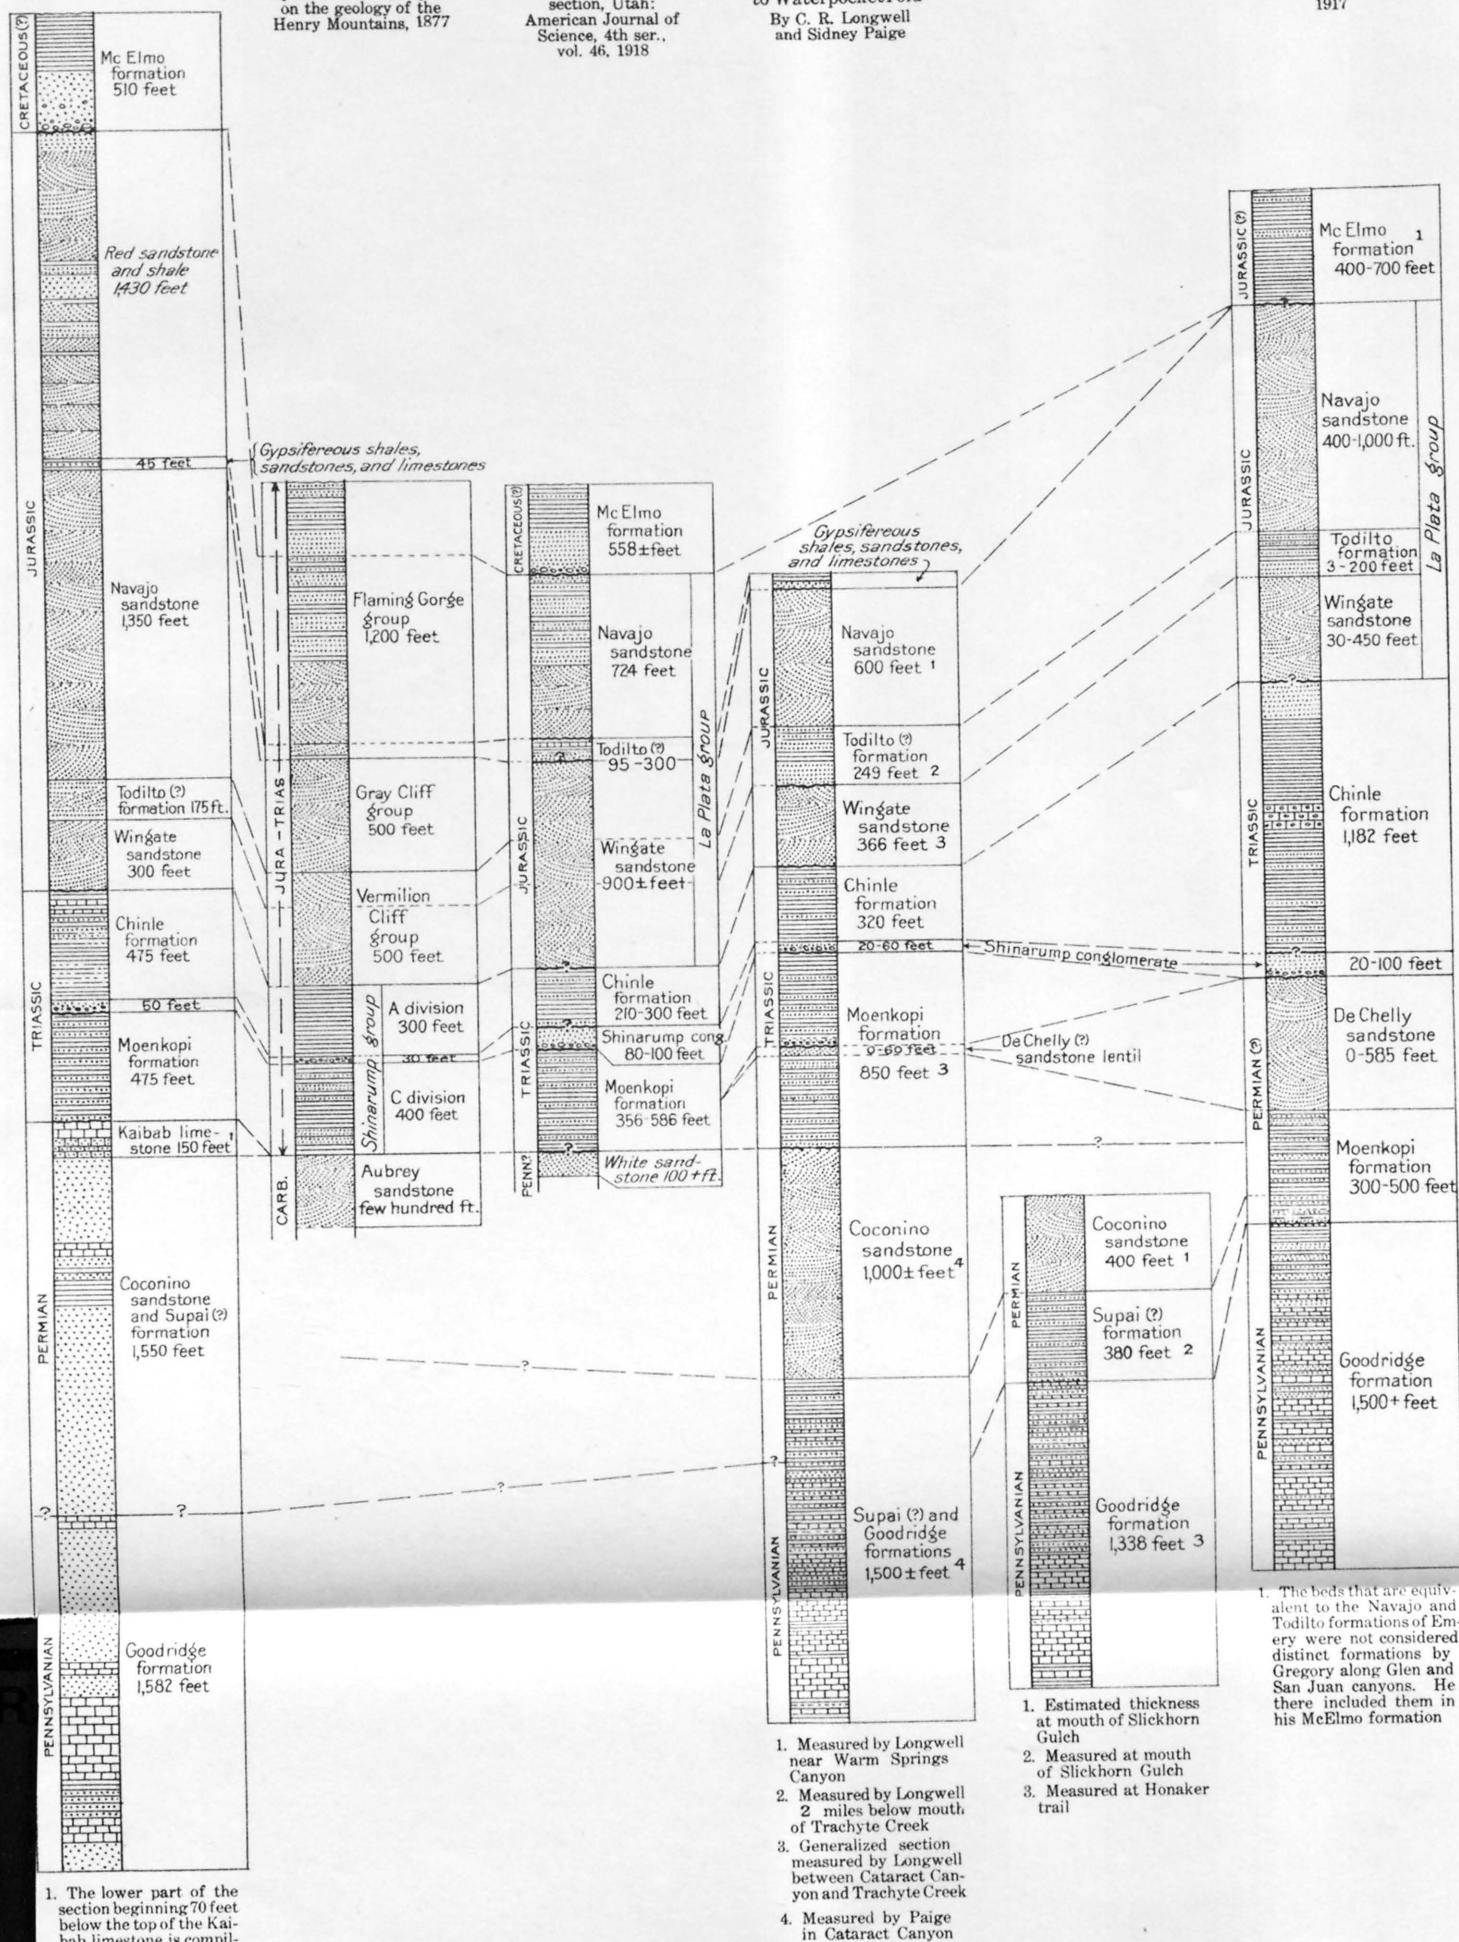 on the geology of the
Henry Mountains, 1877
section, Utah:
American Journal of
Science, 4th ser.,
vol. 46, 1918
By C. R. Longwell
and Sidney Paige
1917
CRETACEOUS(?)
Mc Elmo
formation
510 feet
JURASSIC
Red sandstone
and shale
1,430 feet
45 feet
Gypsifereous shales,
sandstones, and limestones
Navajo
sandstone
1,350 feet
Todilto (?)
formation 175 ft.
Wingate
sandstone
300 feet
TRIASSIC
Chinle
formation
475 feet
50 feet
Moenkopi
formation
475 feet
PERMIAN
Kaibab lime-
stone 150 feet 1
Coconino
sandstone
and Supai (?)
formation
1,550 feet
?
?
PENNSYLVANIAN
Goodridge
formation
1,582 feet
1. The lower part of the
section beginning 70 feet
below the top of the Kai-
bab limestone is compil-
JURA-TRIAS
Flaming Gorge
group
1,200 feet
Gray Cliff
group
500 feet
Vermilion
Cliff
group
500 feet
Shinarump group
A division
300 feet
30 feet
C division
400 feet
CARB.
Aubrey
sandstone
few hundred ft.
?
?
CRETACEOUS(?)
Mc Elmo
formation
558± feet
JURASSIC
La Plata group
Navajo
sandstone
724 feet
Todilto (?)
95-300
?
Wingate
sandstone
900± feet
?
TRIASSIC
Chinle
formation
210-300 feet
?
Shinarump cong.
80-100 feet
Moenkopi
formation
356-586 feet
?
PENN?
White sand-
stone 100+ft.
Gypsifereous
shales, sandstones,
and limestones
JURASSIC
Navajo
sandstone
600 feet 1
Todilto (?)
formation
249 feet 2
Wingate
sandstone
366 feet 3
TRIASSIC
Chinle
formation
320 feet
20-60 feet
Shinarump conglomerate
Moenkopi
formation
0-60 feet
850 feet 3
De Chelly (?)
sandstone lentil
?
PERMIAN
Coconino
sandstone
1,000± feet 4
?
PENNSYLVANIAN
Supai (?) and
Goodridge
formations
1,500± feet 4
1. Measured by Longwell
near Warm Springs
Canyon
2. Measured by Longwell
2 miles below mouth
of Trachyte Creek
3. Generalized section
measured by Longwell
between Cataract Can-
yon and Trachyte Creek
4. Measured by Paige
in Cataract Canyon
PERMIAN
Coconino
sandstone
400 feet 1
Supai (?)
formation
380 feet 2
PENNSYLVANIAN
Goodridge
formation
1,338 feet 3
1. Estimated thickness
at mouth of Slickhorn
Gulch
2. Measured at mouth
of Slickhorn Gulch
3. Measured at Honaker
trail
JURASSIC (?)
Mc Elmo
formation 1
400-700 feet
?
JURASSIC
La Plata group
Navajo
sandstone
400-1,000 ft.
Todilto
formation
3-200 feet
Wingate
sandstone
30-450 feet
?
TRIASSIC
Chinle
formation
1,182 feet
?
20-100 feet
PERMIAN (?)
De Chelly
sandstone
0-585 feet
Moenkopi
formation
300-500 feet
PENNSYLVANIAN
Goodridge
formation
1,500+ feet
1. The beds that are equiv-
alent to the Navajo and
Todilto formations of Em-
ery were not considered
distinct formations by
Gregory along Glen and
San Juan canyons. He
there included them in
his McElmo formation